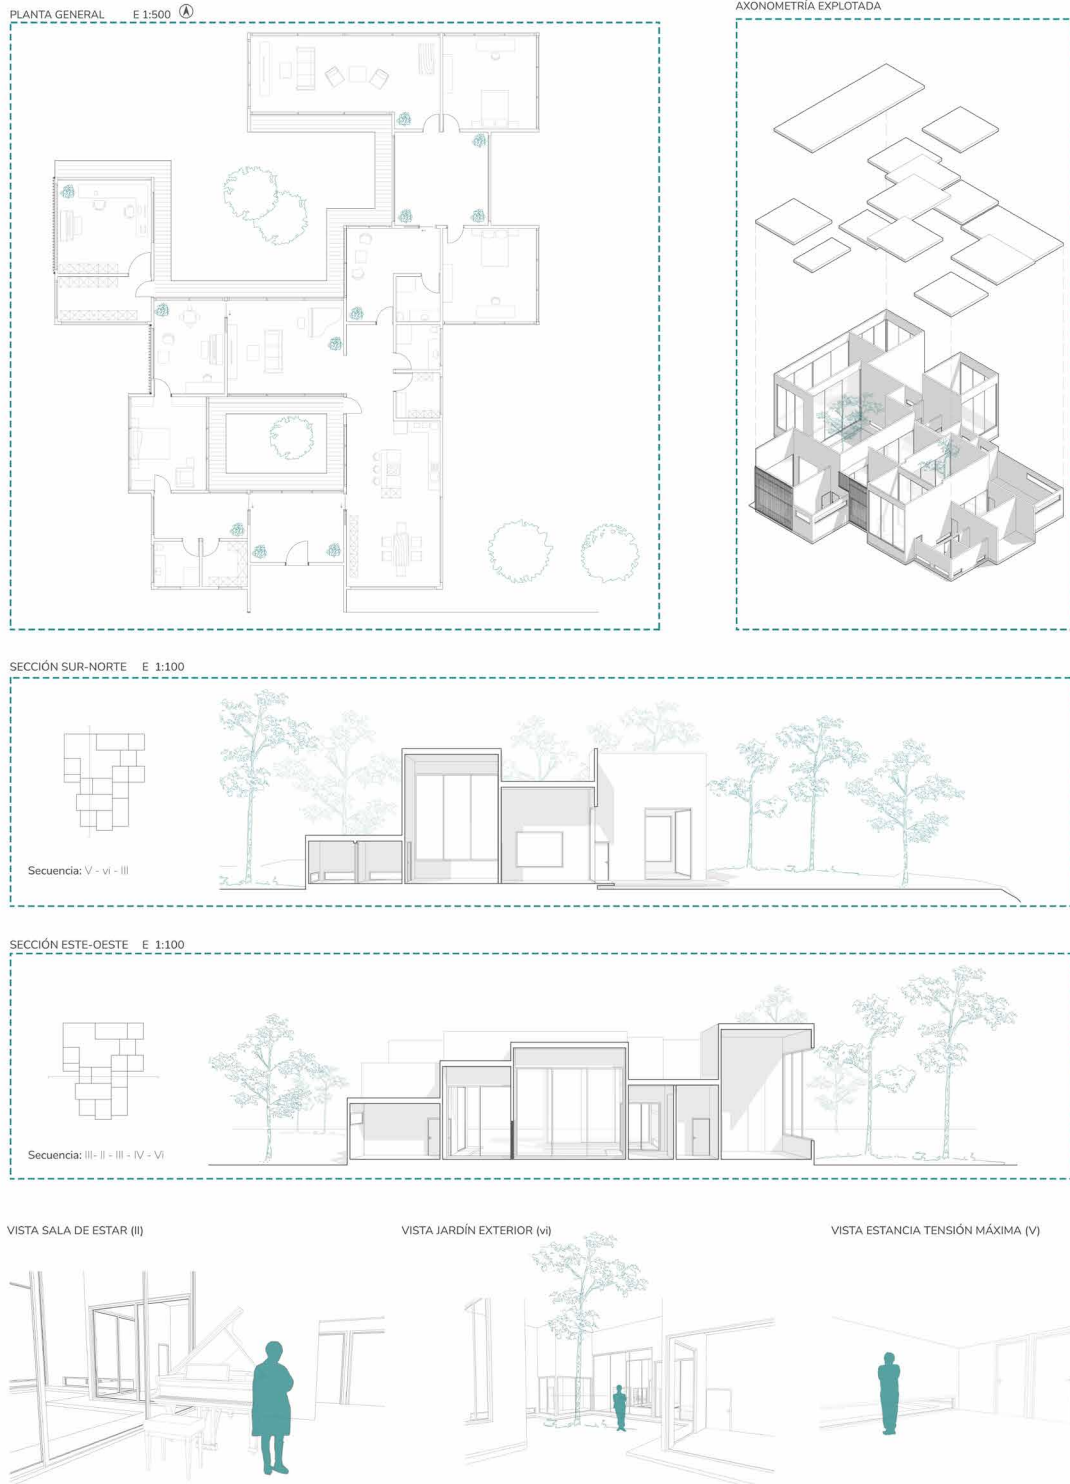 PLANTA GENERAL E 1:500
AXONOMETRÍA EXPLOTADA
SECCIÓN SUR-NORTE E 1:100
Secuencia: V - vi - III
SECCIÓN ESTE-OESTE E 1:100
Secuencia: III- II - III - IV - Vi
VISTA SALA DE ESTAR (II)
VISTA JARDÍN EXTERIOR (vi)
VISTA ESTANCIA TENSIÓN MÁXIMA (V)